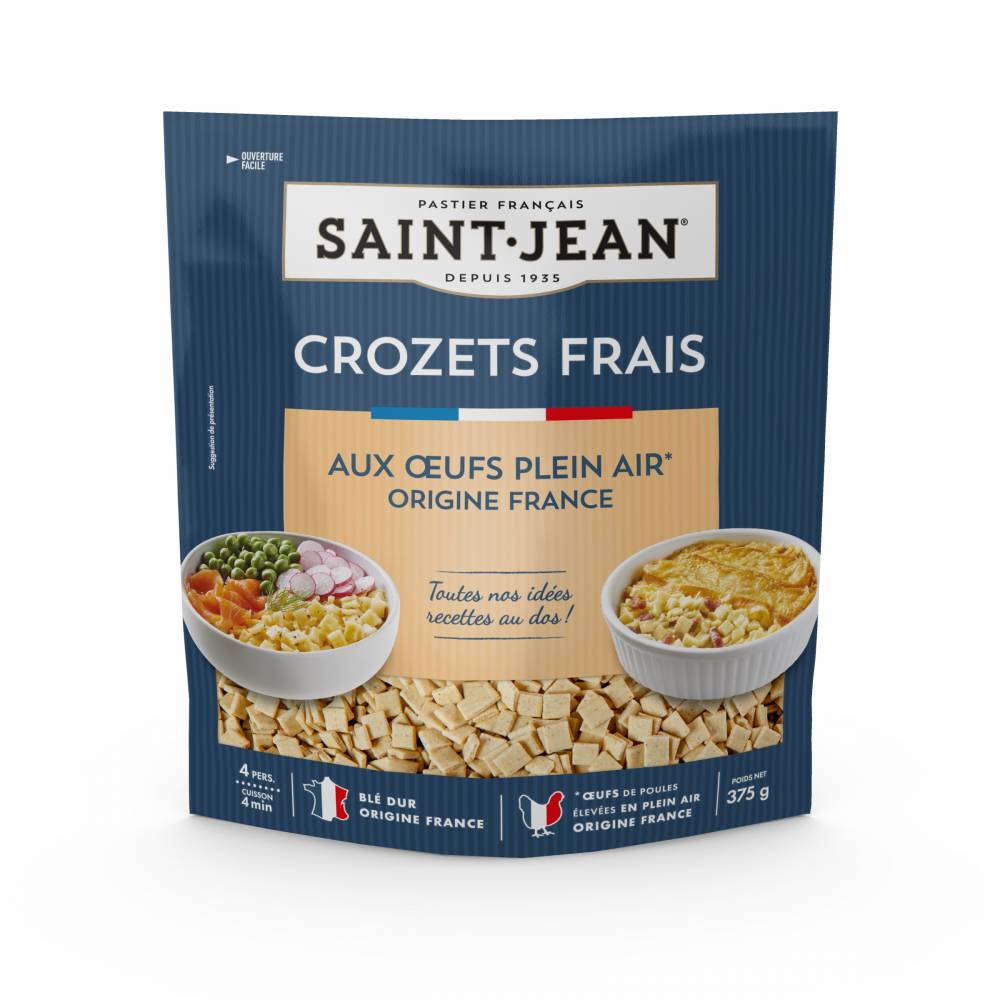 OUVERTURE
FACILE
PASTIER FRANÇAIS
SAINT•JEAN®
DEPUIS 1935
CROZETS FRAIS
AUX ŒUFS PLEIN AIR*
ORIGINE FRANCE
Suggestion de présentation
Toutes nos idées
recettes au dos !
4 PERS.
CUISSON
4 min
BLÉ DUR
ORIGINE FRANCE
*ŒUFS DE POULES
ÉLEVÉES EN PLEIN AIR
ORIGINE FRANCE
POIDS NET
375 g